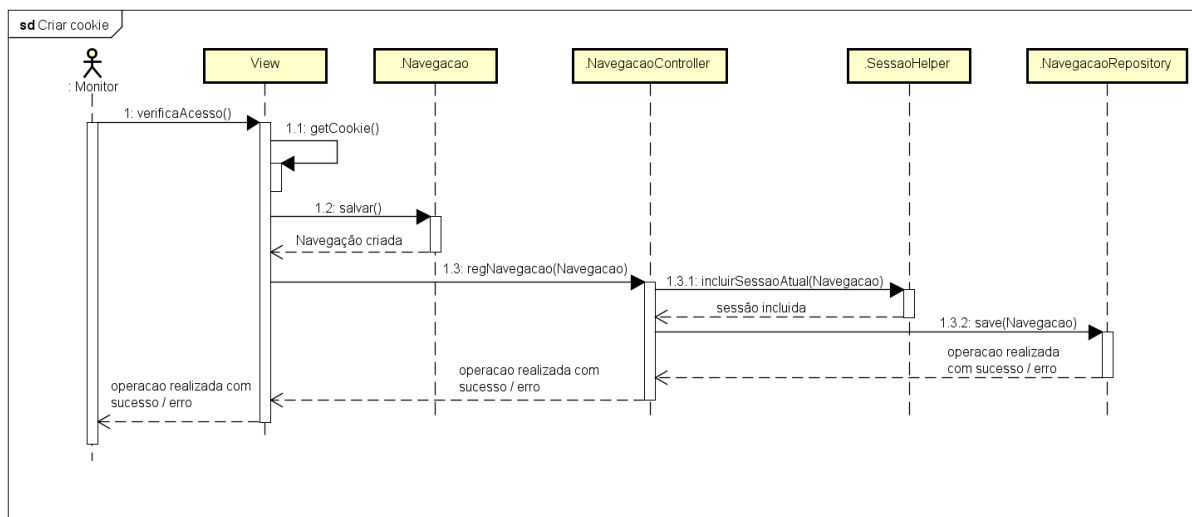 sd Criar cookie
: Monitor
View
.Navegacao
.NavegacaoController
.SessaoHelper
.NavegacaoRepository
1: verificaAcesso()
1.1: getCookie()
1.2: salvar()
Navegação criada
1.3: regNavegacao(Navegacao)
1.3.1: incluirSessaoAtual(Navegacao)
sessão incluida
1.3.2: save(Navegacao)
operacao realizada
com sucesso / erro
operacao realizada com
sucesso / erro
operacao realizada com
sucesso / erro